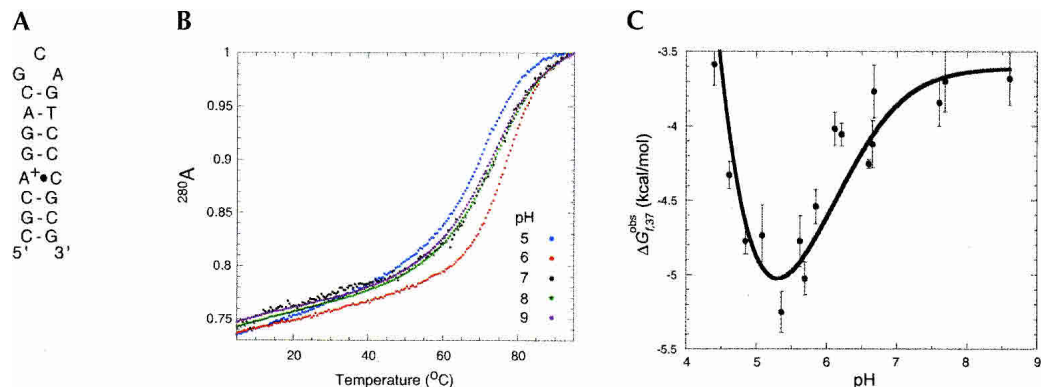 A
C
G A
C - G
A - T
G - C
G - C
A+•C
C - G
G - C
C - G
5' 3'
B
280A
1
0.95
0.9
0.85
0.8
0.75
20 40 60 80
Temperature (°C)
pH
5
6
7
8
9
C
ΔG obs f,37 (kcal/mol)
-3.5
-4
-4.5
-5
-5.5
4 5 6 7 8 9
pH